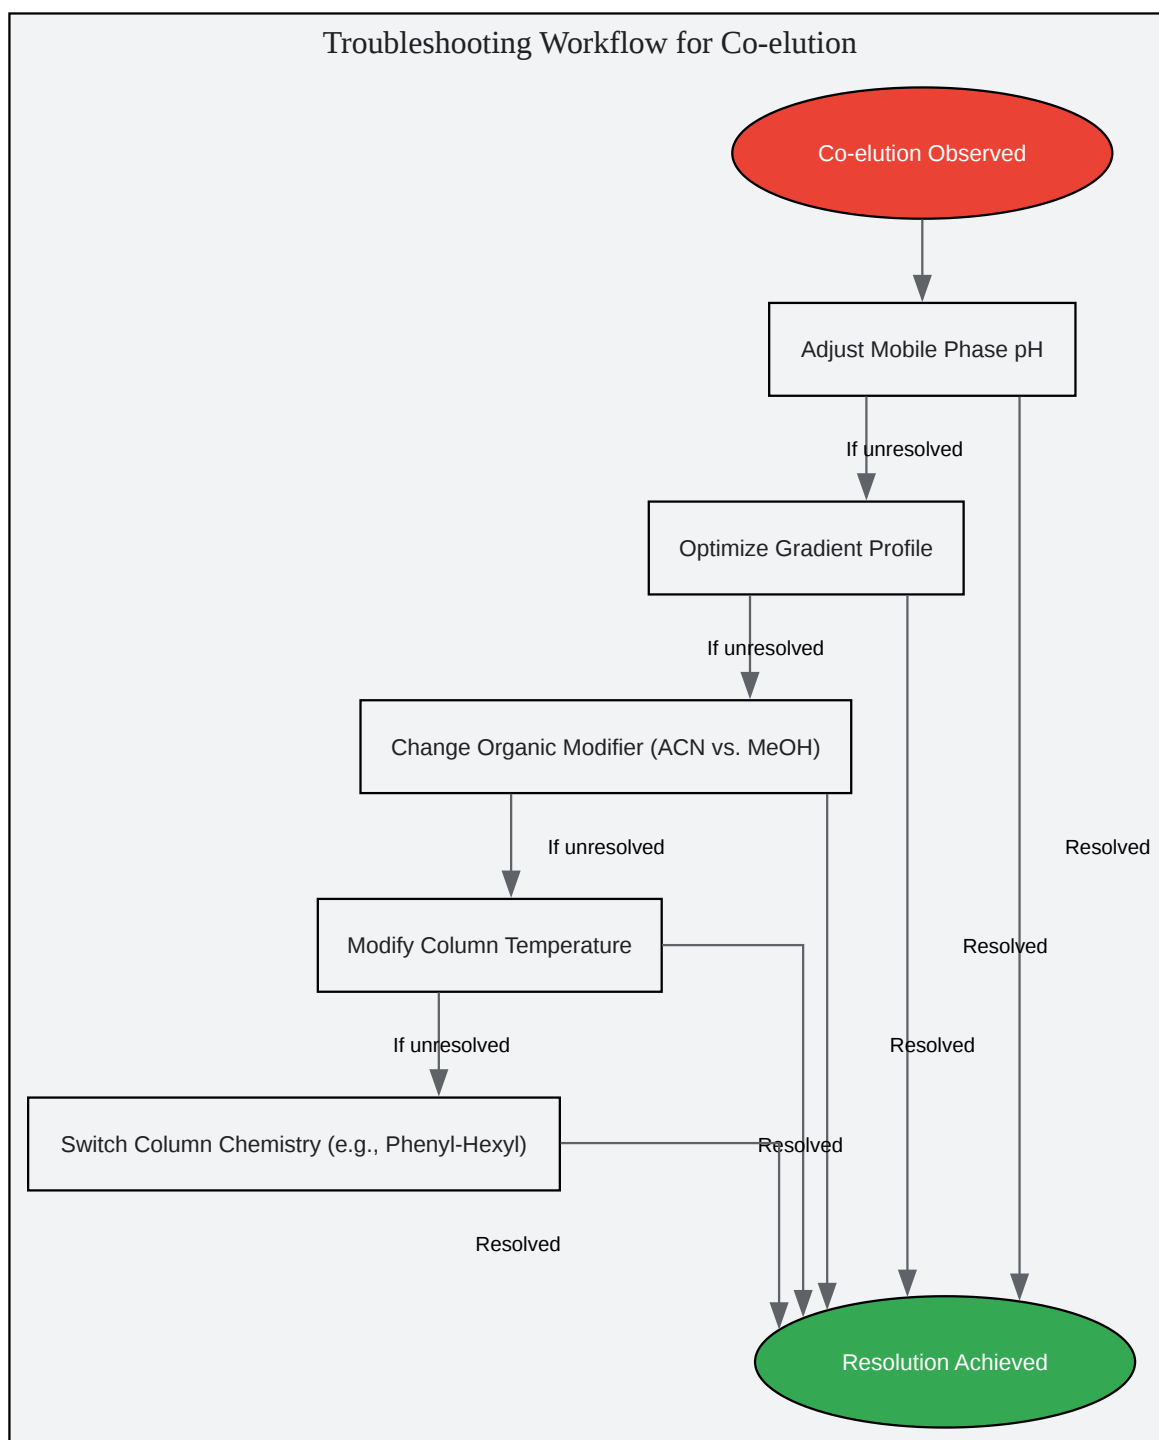 Troubleshooting Workflow for Co-elution
Co-elution Observed
Adjust Mobile Phase pH
If unresolved
Optimize Gradient Profile
If unresolved
Change Organic Modifier (ACN vs. MeOH)
If unresolved
Resolved
Modify Column Temperature
Resolved
If unresolved
Resolved
Switch Column Chemistry (e.g., Phenyl-Hexyl)
Resolved
Resolved
Resolution Achieved